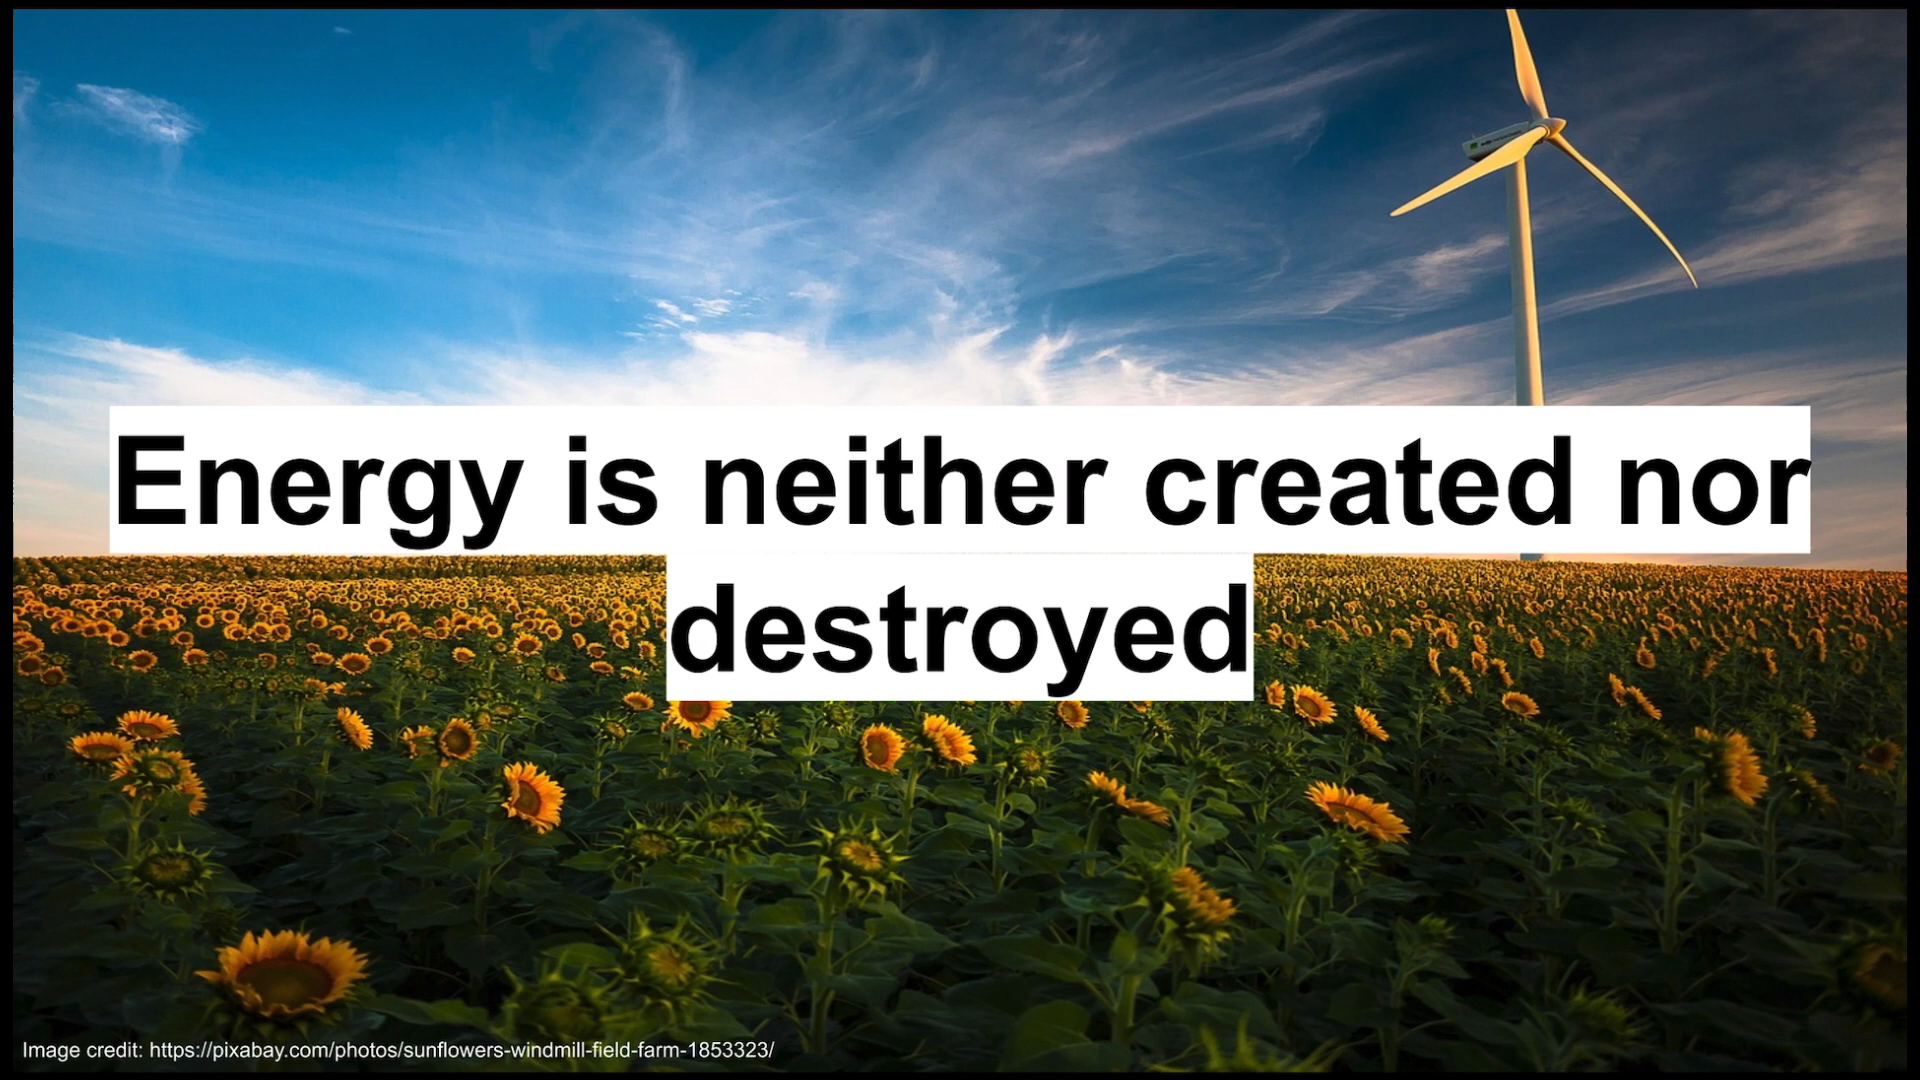 Energy is neither created nor
destroyed
Image credit: https://pixabay.com/photos/sunflowers-windmill-field-farm-1853323/